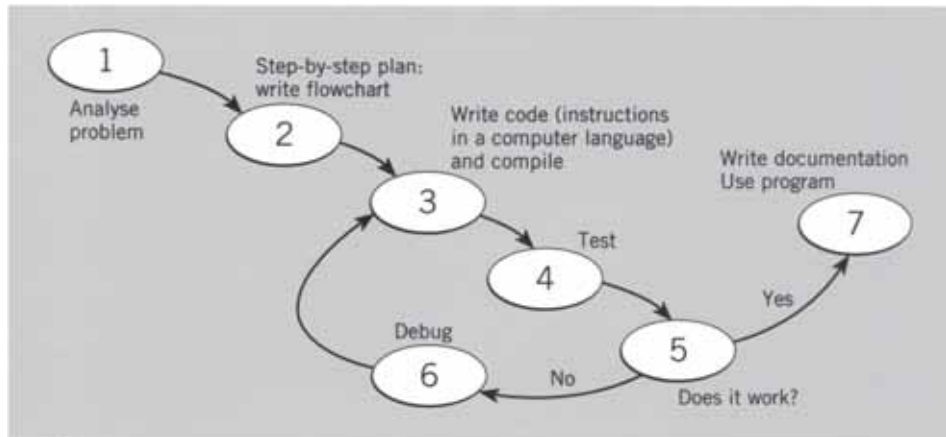 1
Analyse
problem
Step-by-step plan:
write flowchart
2
Write code (instructions
in a computer language)
and compile
3
Test
4
5
Does it work?
No
Debug
6
Yes
Write documentation
Use program
7